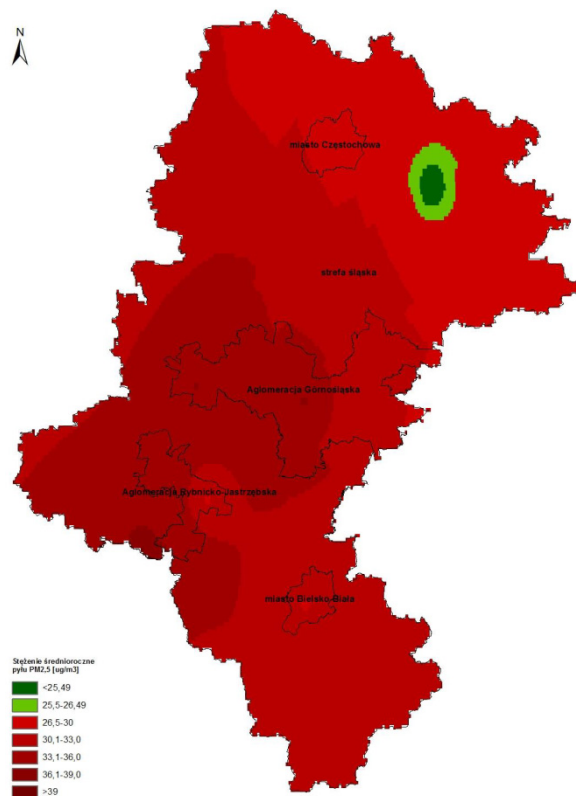 N
miasto Częstochowa
strefa śląska
Aglomeracja Górnośląska
Aglomeracja Rybnicko-Jastrzębska
miasto Bielsko-Biała
Stężenie średnioroczne
pyłu PM2,5 [ug/m3]
<25,49
25,5-26,49
26,5-30
30,1-33,0
33,1-36,0
36,1-39,0
>39